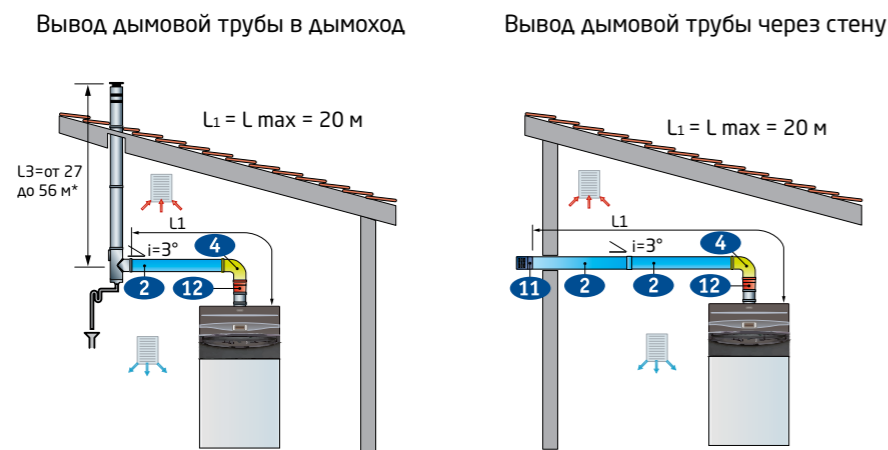 Вывод дымовой трубы в дымоход
L1 = L max = 20 м
L3=от 27
до 56 м*
L1
i=3°
4
2
12
Вывод дымовой трубы через стену
L1 = L max = 20 м
L1
i=3°
4
11
2
2
12